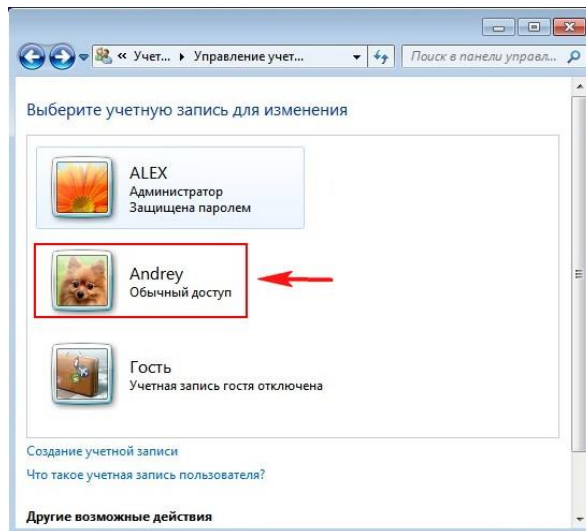 « Учет... ▸ Управление учет...
Поиск в панели управл...
Выберите учетную запись для изменения
ALEX
Администратор
Защищена паролем
Andrey
Обычный доступ
Гость
Учетная запись гостя отключена
Создание учетной записи
Что такое учетная запись пользователя?
Другие возможные действия